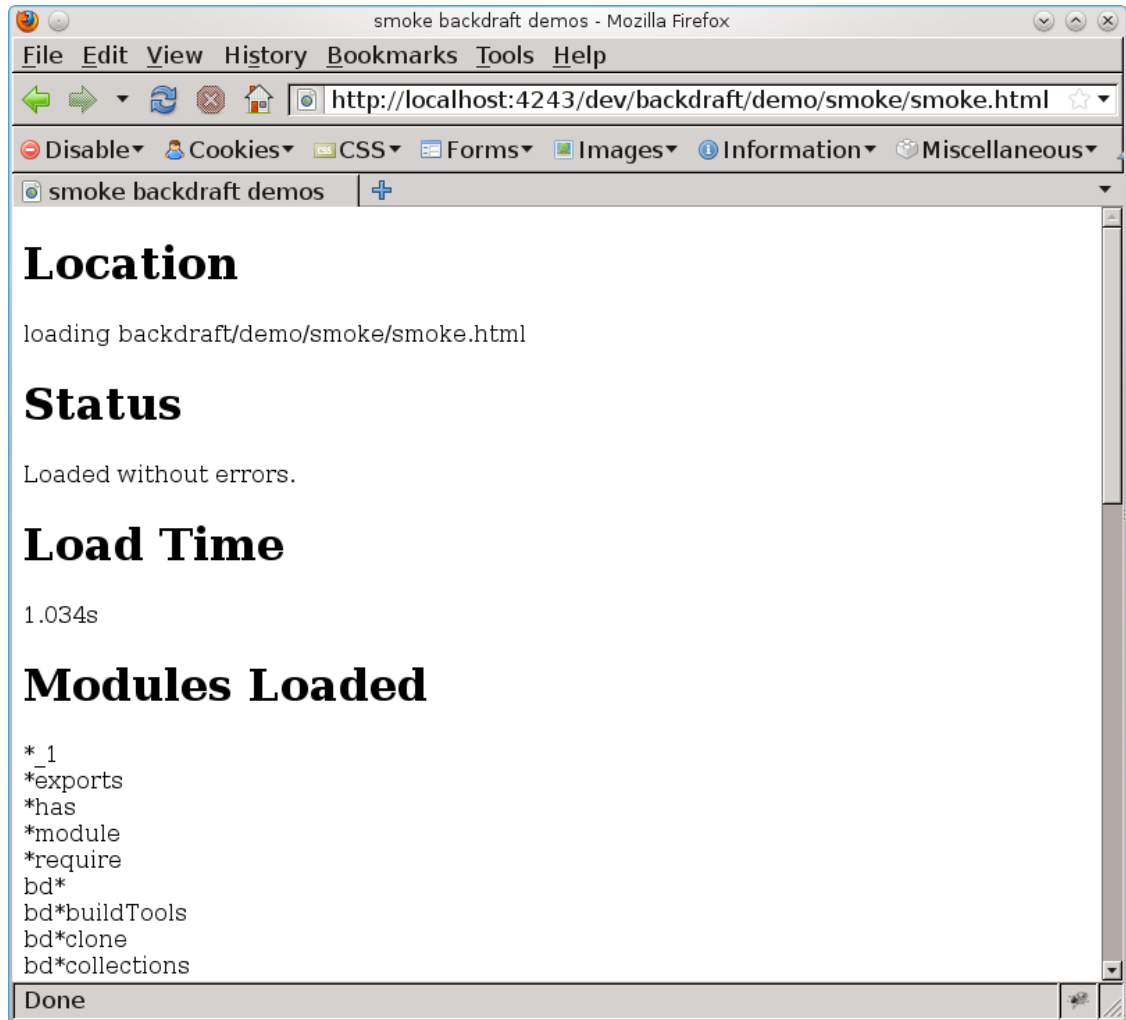 smoke backdraft demos - Mozilla Firefox
File Edit View History Bookmarks Tools Help
http://localhost:4243/dev/backdraft/demo/smoke/smoke.html
Disable Cookies CSS Forms Images Information Miscellaneous
smoke backdraft demos
Location
loading backdraft/demo/smoke/smoke.html
Status
Loaded without errors.
Load Time
1.034s
Modules Loaded
*_1
*exports
*has
*module
*require
bd*
bd*buildTools
bd*clone
bd*collections
Done